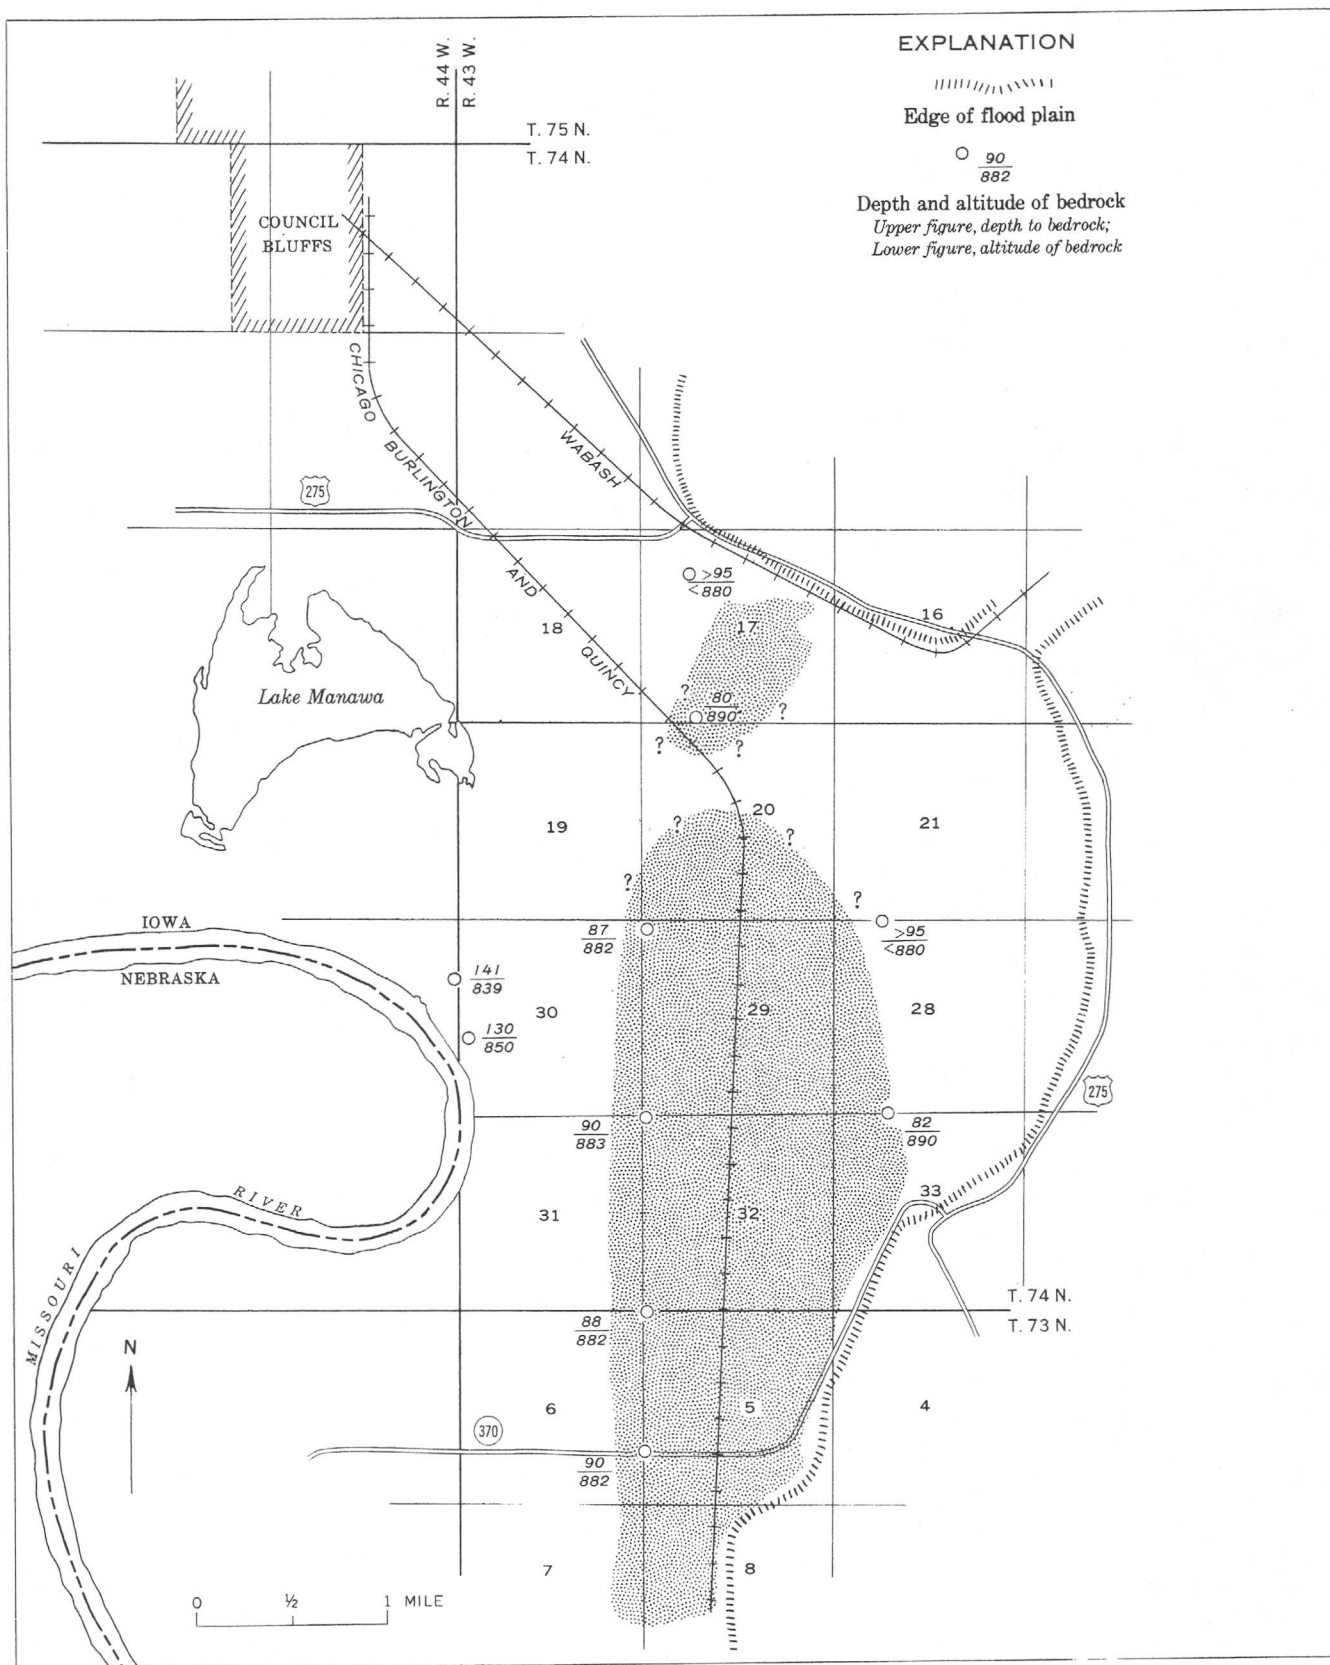 EXPLANATION
Edge of flood plain
90
882
Depth and altitude of bedrock
Upper figure, depth to bedrock;
Lower figure, altitude of bedrock
R. 44 W.
R. 43 W.
T. 75 N.
T. 74 N.
COUNCIL
BLUFFS
CHICAGO
BURLINGTON
AND
QUINCY
WABASH
275
>95
<880
16
17
18
Lake Manawa
?
80
890
?
?
?
20
19
21
?
?
?
?
IOWA
NEBRASKA
87
882
>95
<880
141
839
30
29
28
130
850
275
90
883
82
890
RIVER
31
32
33
MISSOURI
T. 74 N.
T. 73 N.
88
882
N
6
5
4
370
90
882
7
8
0 ½ 1 MILE